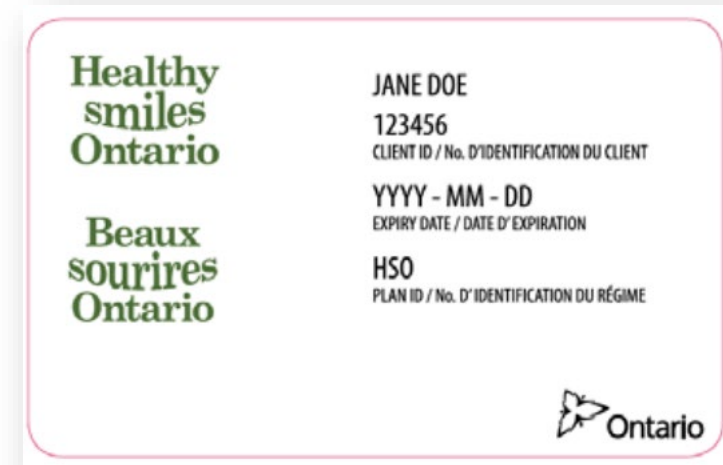 Healthy
smiles
Ontario
Beaux
sourires
Ontario
JANE DOE
123456
CLIENT ID / No. D'IDENTIFICATION DU CLIENT
YYYY - MM - DD
EXPIRY DATE / DATE D' EXPIRATION
HSO
PLAN ID / No. D' IDENTIFICATION DU RÉGIME
Ontario